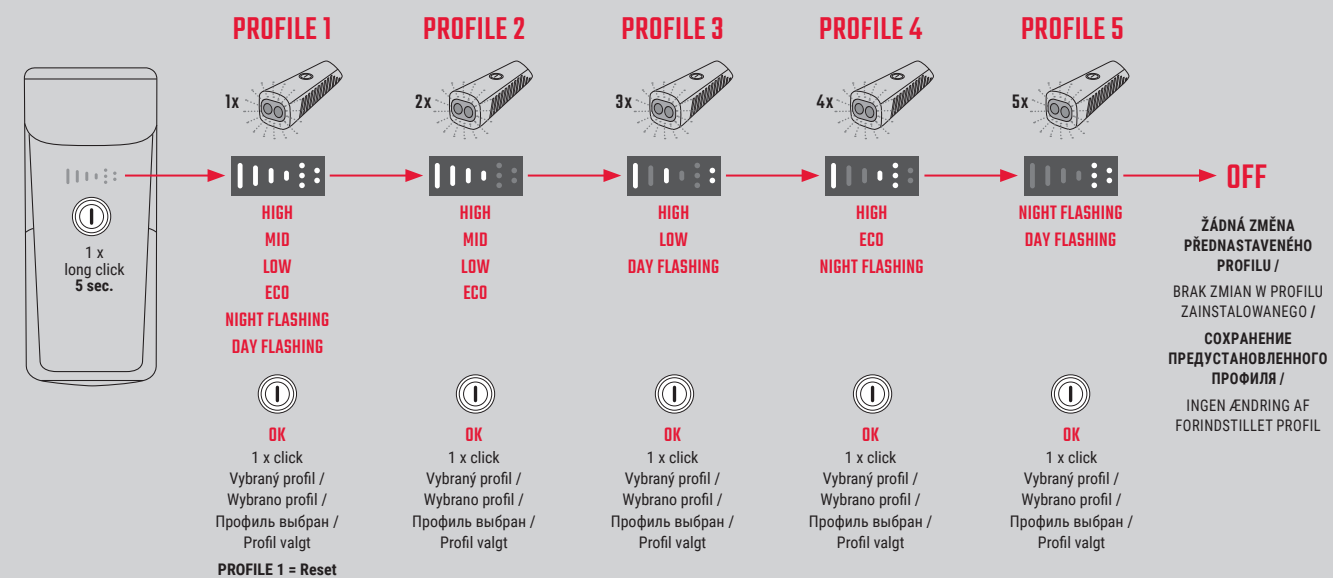 PROFILE 1
PROFILE 2
PROFILE 3
PROFILE 4
PROFILE 5
1x
2x
3x
4x
5x
1 x
long click
5 sec.
HIGH
MID
LOW
ECO
NIGHT FLASHING
DAY FLASHING
HIGH
MID
LOW
ECO
HIGH
LOW
DAY FLASHING
HIGH
ECO
NIGHT FLASHING
NIGHT FLASHING
DAY FLASHING
OFF
ŽÁDNÁ ZMĚNA
PŘEDNASTAVENÉHO
PROFILU /
BRAK ZMIAN W PROFILU
ZAINSTALOWANEGO /
СОХРАНЕНИЕ
ПРЕДУСТАНОВЛЕННОГО
ПРОФИЛЯ /
INGEN ÆNDRING AF
FORINDSTILLET PROFIL
OK
1 x click
Vybraný profil /
Wybrano profil /
Профиль выбран /
Profil valgt
PROFILE 1 = Reset
OK
1 x click
Vybraný profil /
Wybrano profil /
Профиль выбран /
Profil valgt
OK
1 x click
Vybraný profil /
Wybrano profil /
Профиль выбран /
Profil valgt
OK
1 x click
Vybraný profil /
Wybrano profil /
Профиль выбран /
Profil valgt
OK
1 x click
Vybraný profil /
Wybrano profil /
Профиль выбран /
Profil valgt